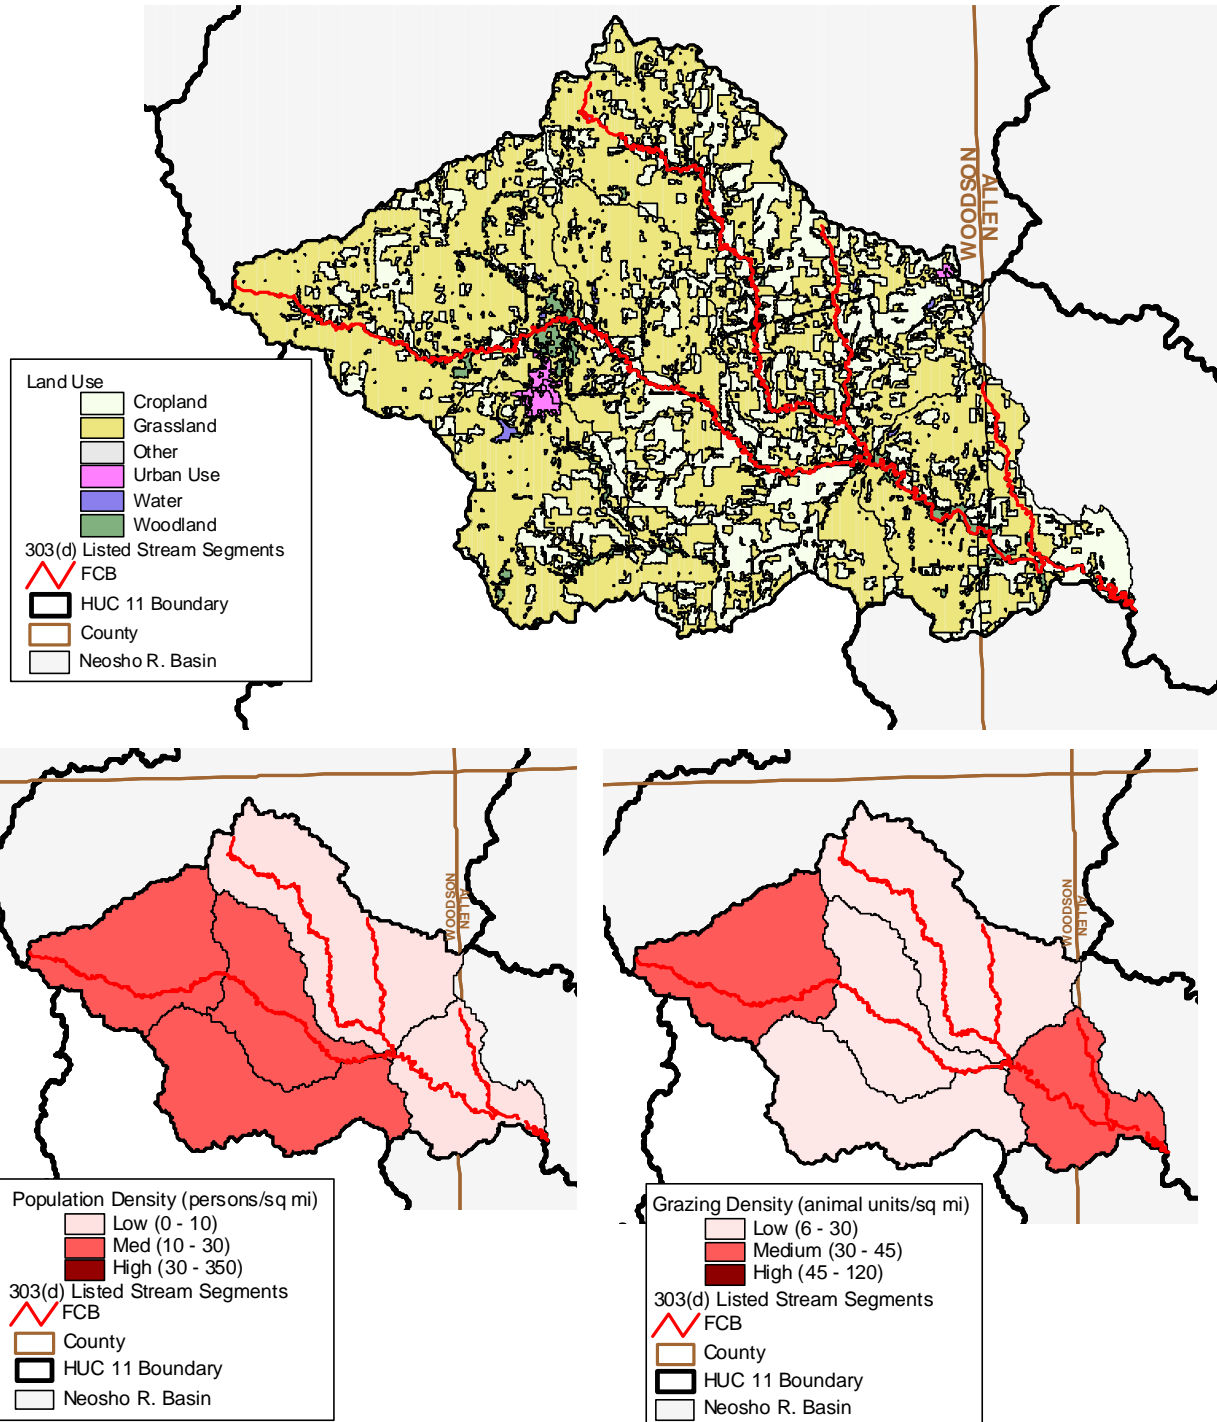 WOODSON
ALLEN
Land Use
Cropland
Grassland
Other
Urban Use
Water
Woodland
303(d) Listed Stream Segments
FCB
HUC 11 Boundary
County
Neosho R. Basin
WOODSON
ALLEN
Population Density (persons/sq mi)
Low (0 - 10)
Med (10 - 30)
High (30 - 350)
303(d) Listed Stream Segments
FCB
County
HUC 11 Boundary
Neosho R. Basin
WOODSON
ALLEN
Grazing Density (animal units/sq mi)
Low (6 - 30)
Medium (30 - 45)
High (45 - 120)
303(d) Listed Stream Segments
FCB
County
HUC 11 Boundary
Neosho R. Basin